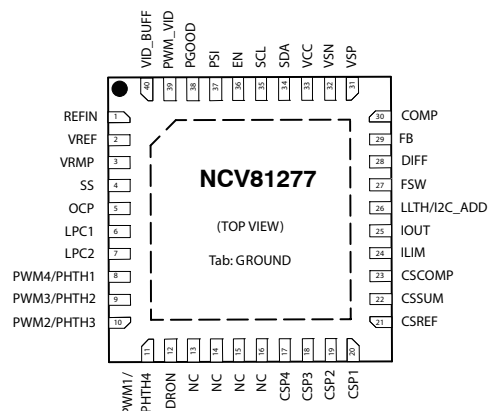 VID_BUFF
PWM_VID
PGOOD
PSI
EN
SCL
SDA
VCC
VSN
VSP
40
39
38
37
36
35
34
33
32
31
REFIN 1
VREF 2
VRMP 3
SS 4
OCP 5
LPC1 6
LPC2 7
PWM4/PHTH1 8
PWM3/PHTH2 9
PWM2/PHTH3 10
NCV81277
(TOP VIEW)
Tab: GROUND
30 COMP
29 FB
28 DIFF
27 FSW
26 LLTH/I2C_ADD
25 IOUT
24 ILIM
23 CSCOMP
22 CSSUM
21 CSREF
11
12
13
14
15
16
17
18
19
20
PWM1/
PHTH4
DRON
NC
NC
NC
NC
CSP4
CSP3
CSP2
CSP1